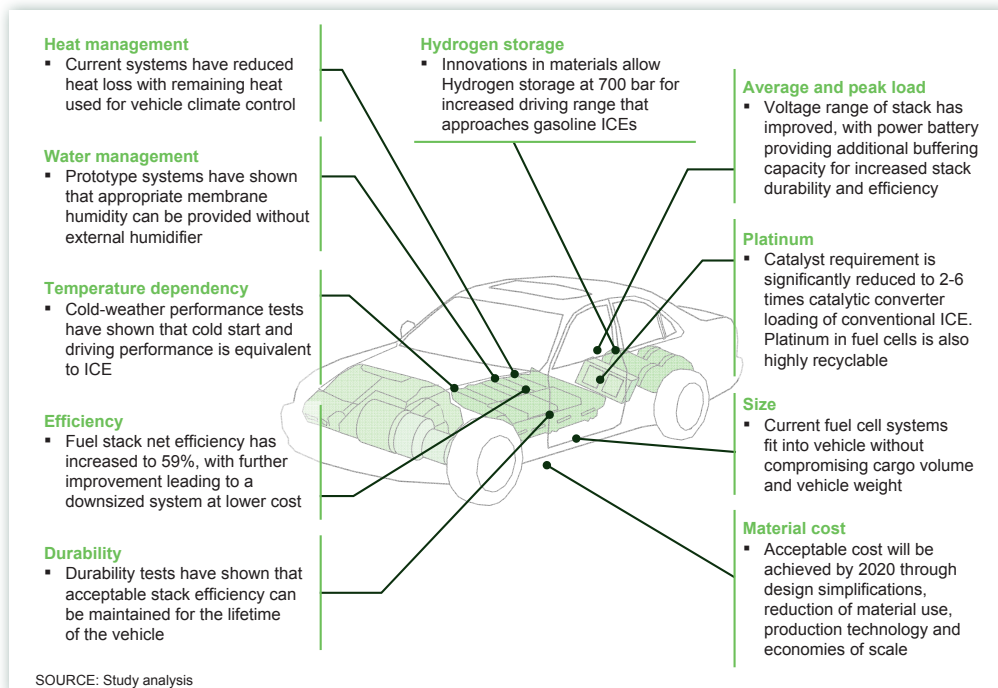 Heat management
▪ Current systems have reduced
heat loss with remaining heat
used for vehicle climate control
Water management
▪ Prototype systems have shown
that appropriate membrane
humidity can be provided without
external humidifier
Temperature dependency
▪ Cold-weather performance tests
have shown that cold start and
driving performance is equivalent
to ICE
Efficiency
▪ Fuel stack net efficiency has
increased to 59%, with further
improvement leading to a
downsized system at lower cost
Durability
▪ Durability tests have shown that
acceptable stack efficiency can
be maintained for the lifetime
of the vehicle
Hydrogen storage
▪ Innovations in materials allow
Hydrogen storage at 700 bar for
increased driving range that
approaches gasoline ICEs
Average and peak load
▪ Voltage range of stack has
improved, with power battery
providing additional buffering
capacity for increased stack
durability and efficiency
Platinum
▪ Catalyst requirement is
significantly reduced to 2-6
times catalytic converter
loading of conventional ICE.
Platinum in fuel cells is also
highly recyclable
Size
▪ Current fuel cell systems
fit into vehicle without
compromising cargo volume
and vehicle weight
Material cost
▪ Acceptable cost will be
achieved by 2020 through
design simplifications,
reduction of material use,
production technology and
economies of scale
SOURCE: Study analysis